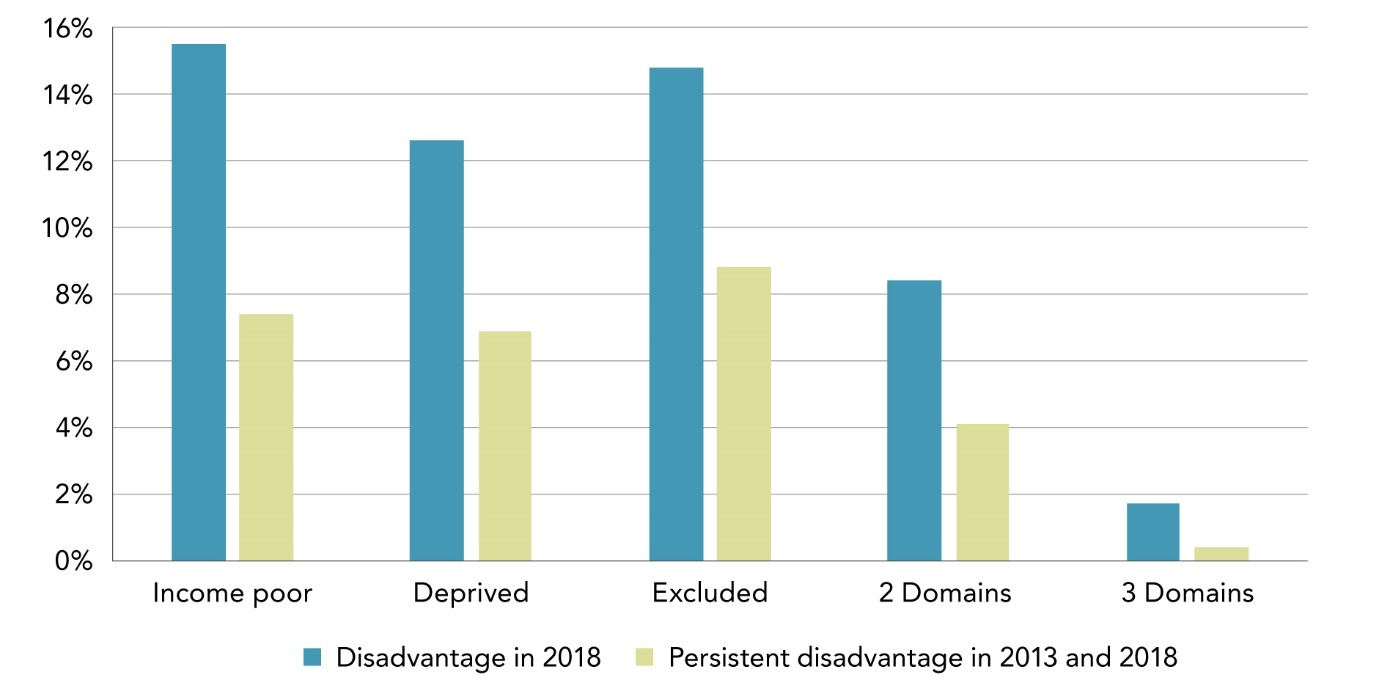 16%
14%
12%
10%
8%
6%
4%
2%
0%
Income poor
Deprived
Excluded
2 Domains
3 Domains
Disadvantage in 2018
Persistent disadvantage in 2013 and 2018